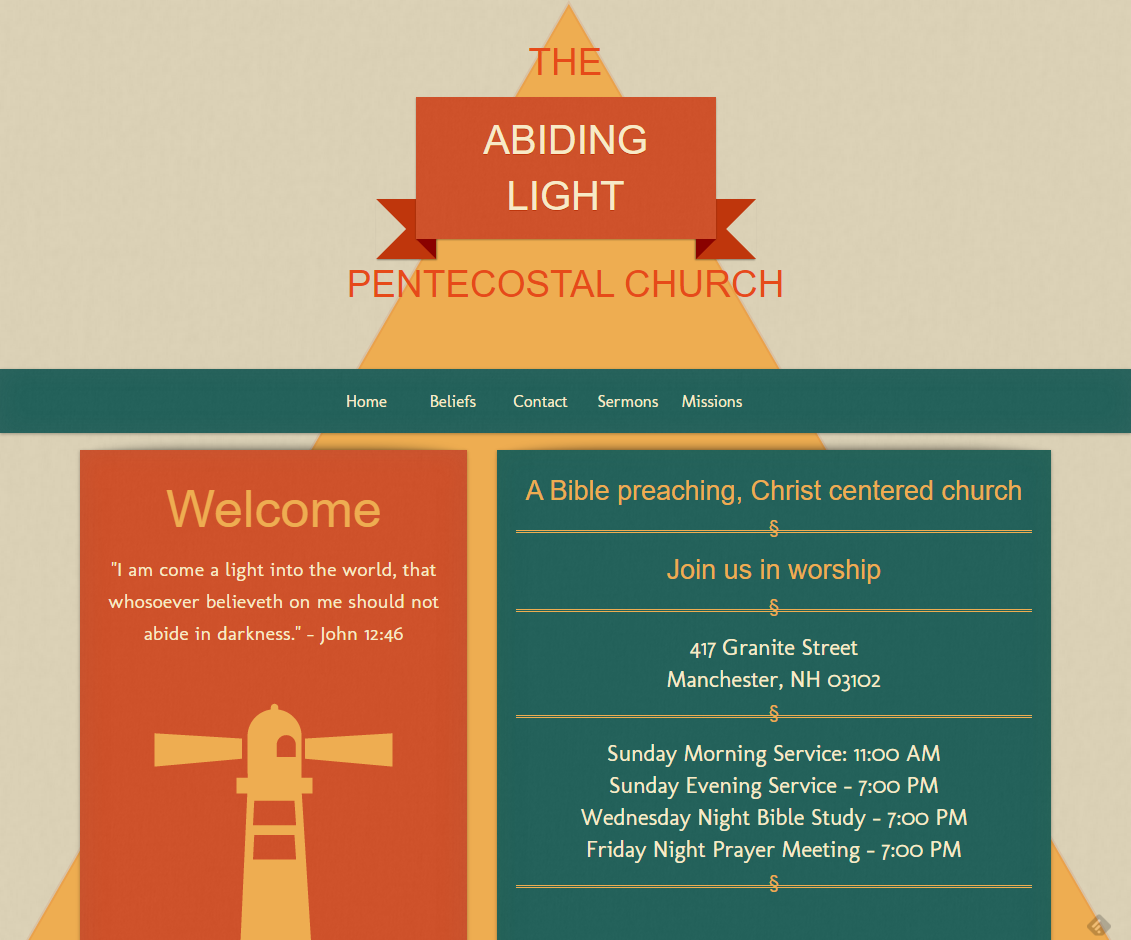 THE
ABIDING
LIGHT
PENTECOSTAL CHURCH
Home Beliefs Contact Sermons Missions
Welcome
"I am come a light into the world, that
whosoever believeth on me should not
abide in darkness." - John 12:46
A Bible preaching, Christ centered church
§
Join us in worship
§
417 Granite Street
Manchester, NH 03102
§
Sunday Morning Service: 11:00 AM
Sunday Evening Service - 7:00 PM
Wednesday Night Bible Study - 7:00 PM
Friday Night Prayer Meeting - 7:00 PM
§